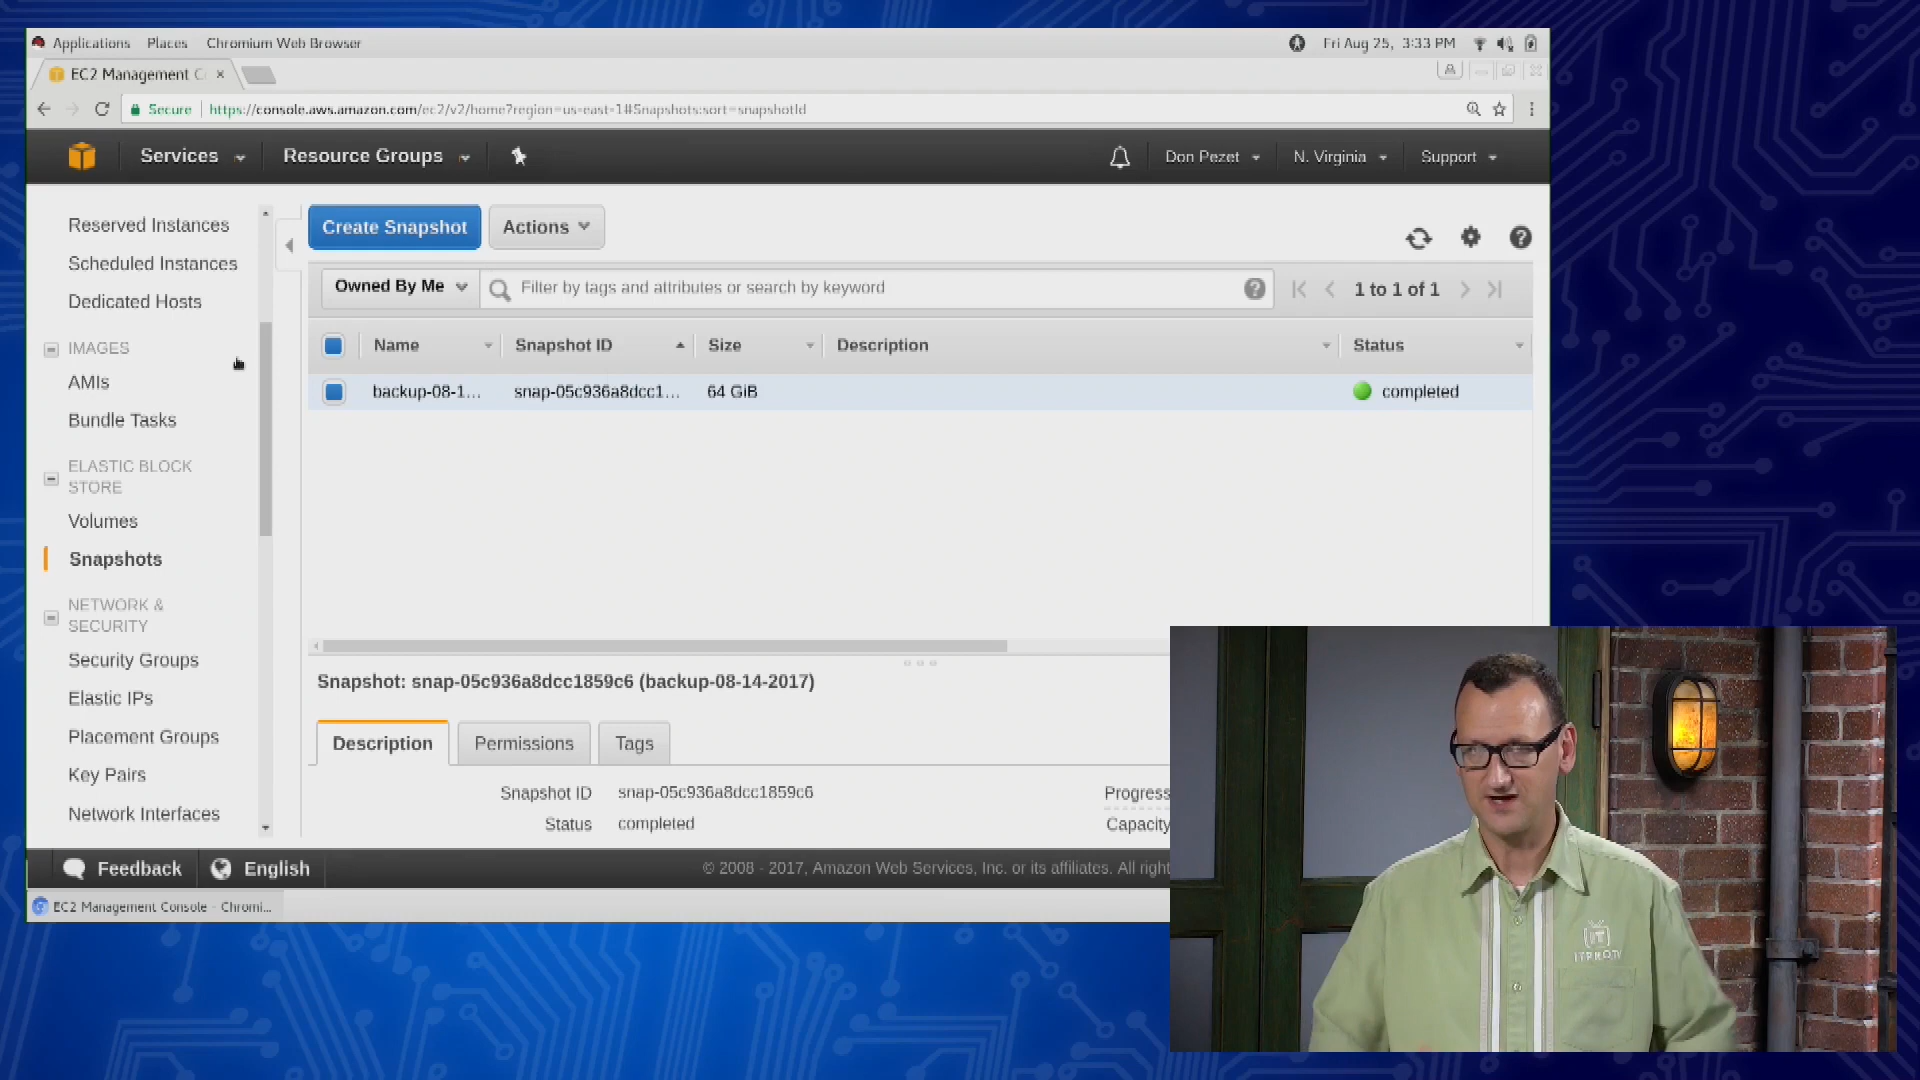 Applications Places Chromium Web Browser Fri Aug 25, 3:33 PM
EC2 Management C
Secure https://console.aws.amazon.com/ec2/v2/home?region=us-east-1#Snapshots:sort=snapshotId
Services Resource Groups Don Pezet N. Virginia Support
Reserved Instances
Scheduled Instances
Dedicated Hosts
IMAGES
AMIs
Bundle Tasks
ELASTIC BLOCK
STORE
Volumes
Snapshots
NETWORK &
SECURITY
Security Groups
Elastic IPs
Placement Groups
Key Pairs
Network Interfaces
Create Snapshot Actions
Owned By Me Filter by tags and attributes or search by keyword 1 to 1 of 1
Name Snapshot ID Size Description Status
backup-08-1... snap-05c936a8dcc1... 64 GiB completed
Snapshot: snap-05c936a8dcc1859c6 (backup-08-14-2017)
Description Permissions Tags
Snapshot ID snap-05c936a8dcc1859c6 Progress
Status completed Capacity
Feedback English © 2008 - 2017, Amazon Web Services, Inc. or its affiliates. All right
EC2 Management Console - Chromi...
ITPROTV